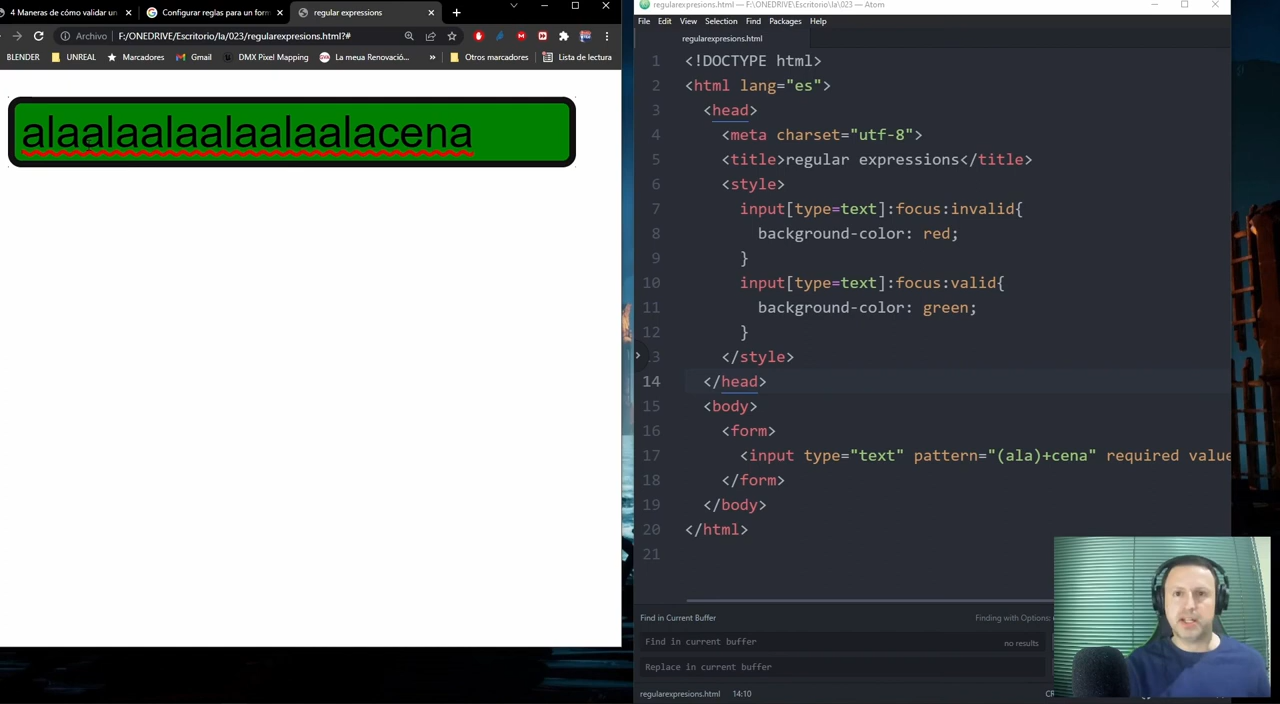 4 Maneras de cómo validar un
Configurar reglas para un form
regular expressions
Archivo
F:/ONEDRIVE/Escritorio/la/023/regularexpresions.html?#
BLENDER
UNREAL
Marcadores
Gmail
DMX Pixel Mapping
La meua Renovació...
»
Otros marcadores
Lista de lectura
alaalaalaalaalaalacena
regularexpresions.html — F:\ONEDRIVE\Escritorio\la\023 — Atom
File Edit View Selection Find Packages Help
regularexpresions.html
1 <!DOCTYPE html>
2 <html lang="es">
3 <head>
4 <meta charset="utf-8">
5 <title>regular expressions</title>
6 <style>
7 input[type=text]:focus:invalid{
8 background-color: red;
9 }
10 input[type=text]:focus:valid{
11 background-color: green;
12 }
13 </style>
14 </head>
15 <body>
16 <form>
17 <input type="text" pattern="(ala)+cena" required value
18 </form>
19 </body>
20 </html>
21
Find in Current Buffer
Finding with Options:
Find in current buffer
no results
Replace in current buffer
regularexpresions.html
14:10